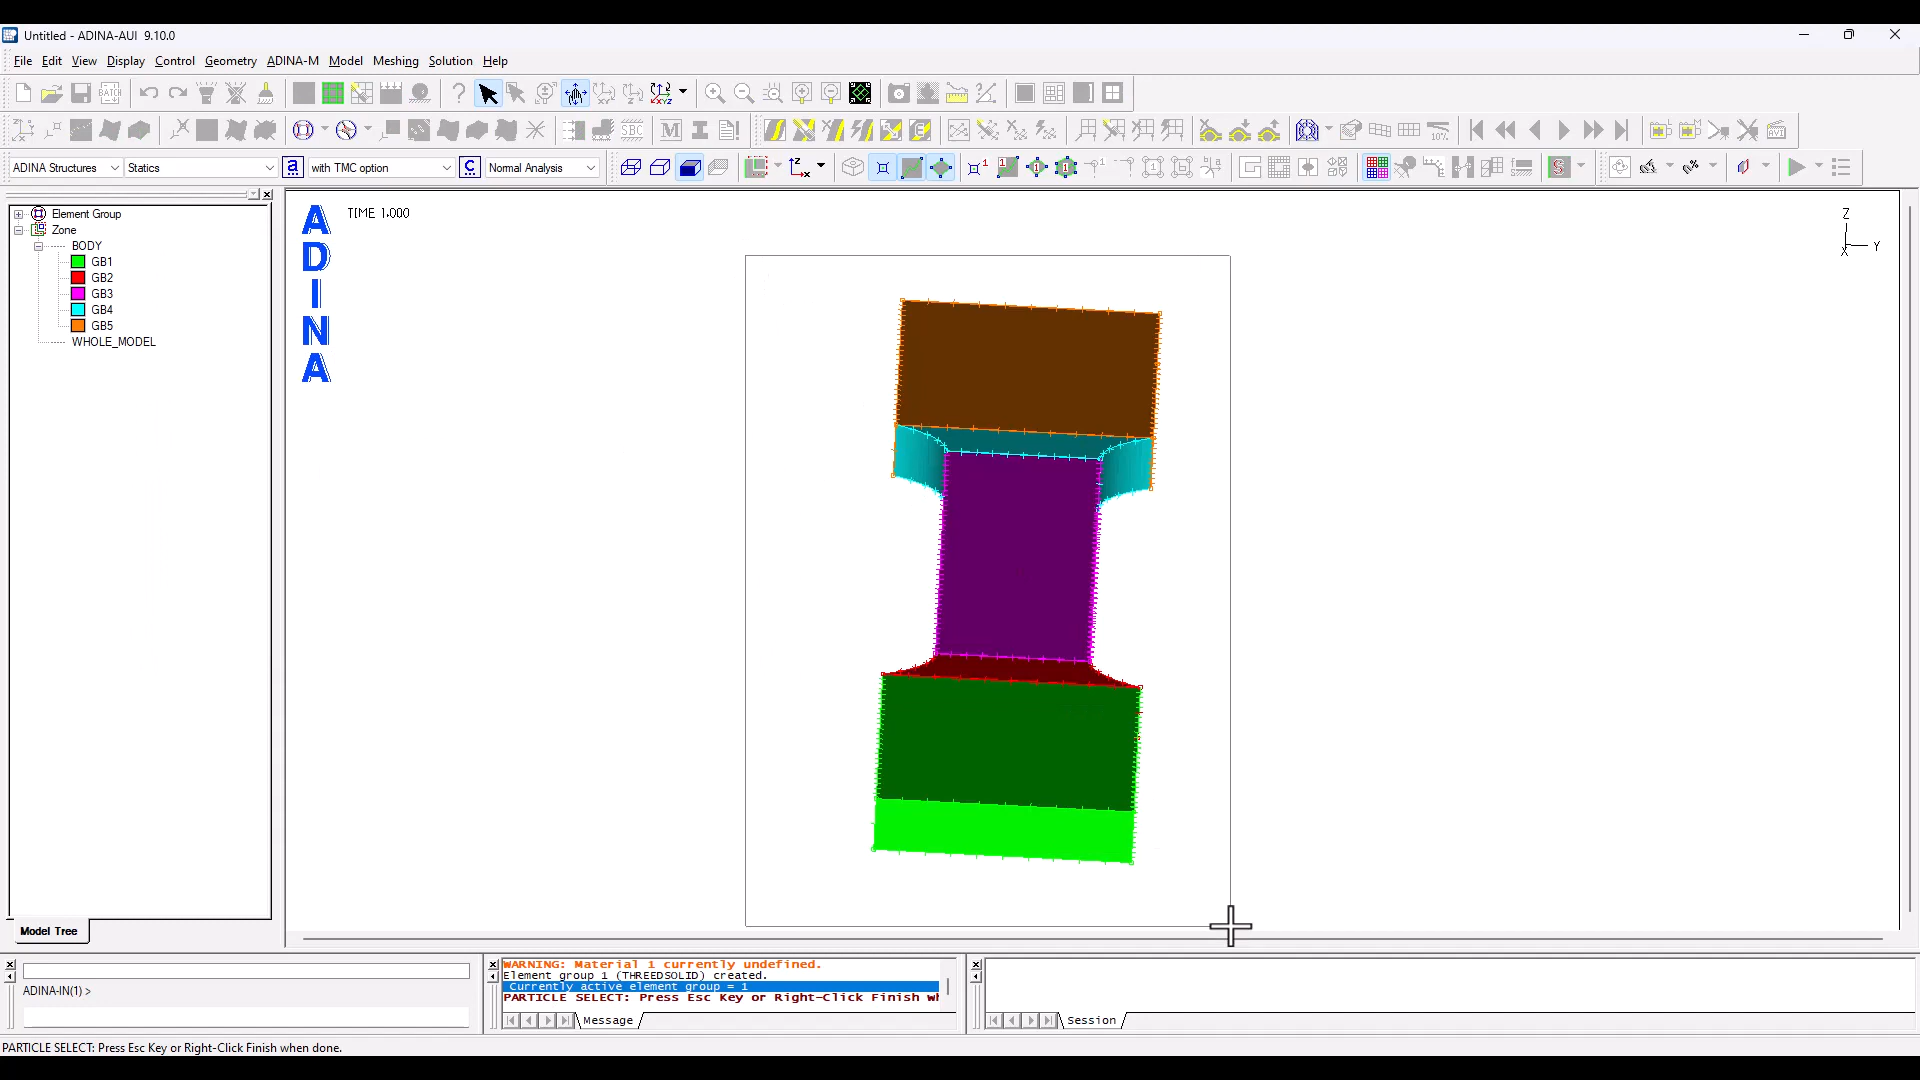 Untitled - ADINA-AUI 9.10.0
File Edit View Display Control Geometry ADINA-M Model Meshing Solution Help
ADINA Structures Statics a with TMC option C Normal Analysis
Element Group
Zone
BODY
GB1
GB2
GB3
GB4
GB5
WHOLE_MODEL
Model Tree
ADINA
TIME 1.000
Z
Y
X
ADINA-IN(1) >
WARNING: Material 1 currently undefined.
Element group 1 (THREEDSOLID) created.
Currently active element group = 1
PARTICLE SELECT: Press Esc Key or Right-Click Finish wh
Message
Session
PARTICLE SELECT: Press Esc Key or Right-Click Finish when done.